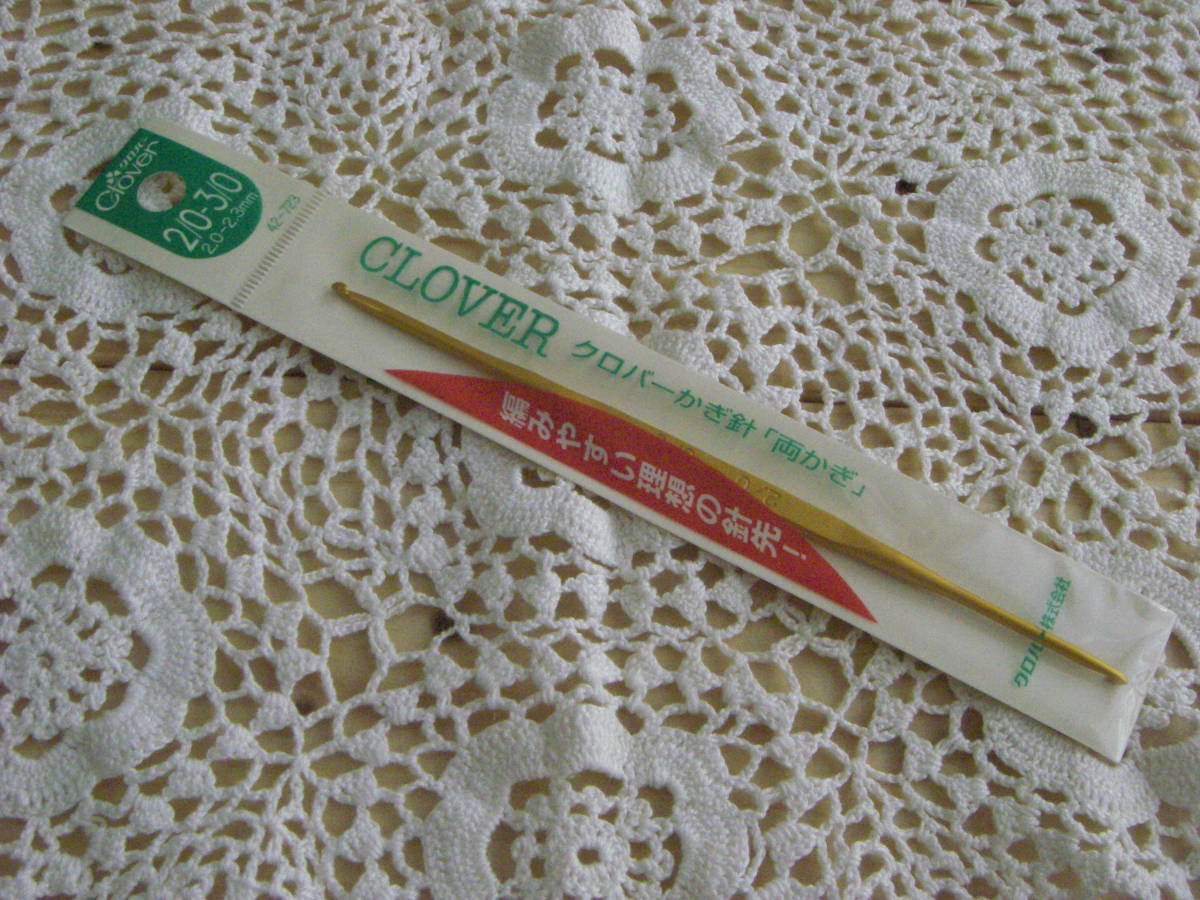 クロバー
Clover
2/0-3/0
2.0-2.3mm
42-723
CLOVER クロバーかぎ針「両かぎ」
編みやすい理想の針先!
クロバー株式会社